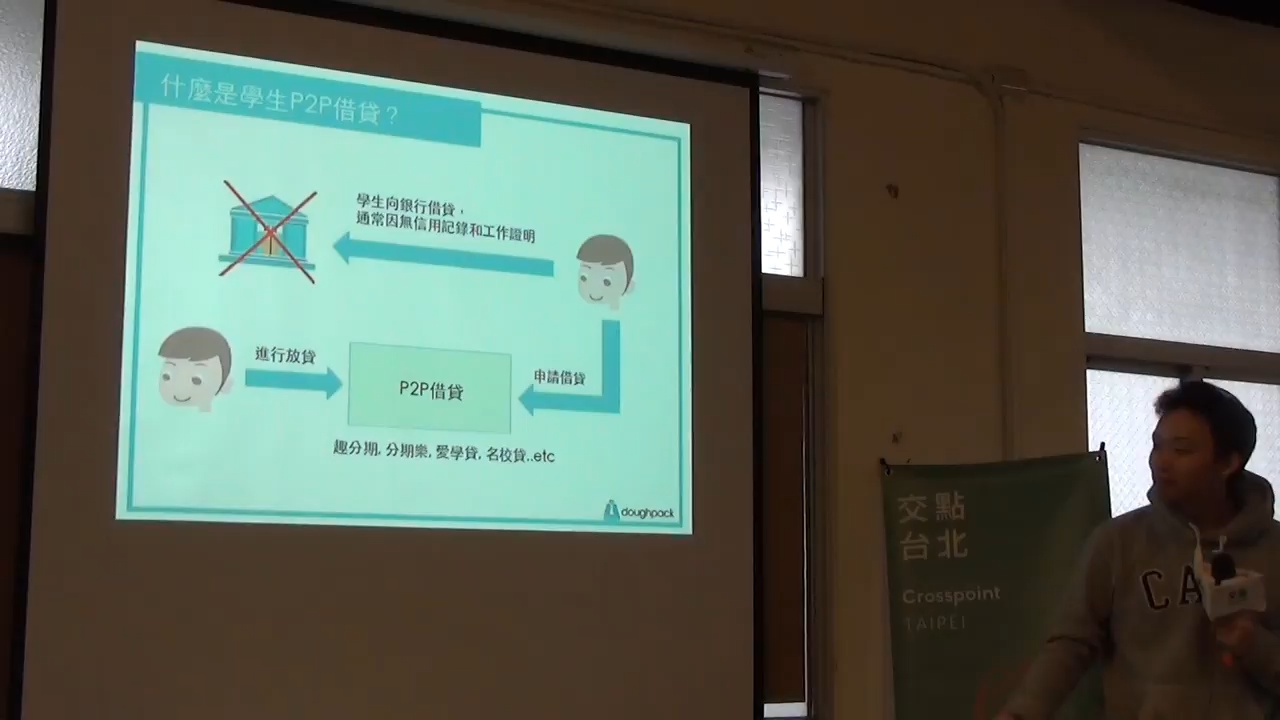 什麼是學生P2P借貸？
學生向銀行借貸，
通常因無信用記錄和工作證明
進行放貸
P2P借貸
申請借貸
趣分期, 分期樂, 愛學貸, 名校貸..etc
doughpack
交點
台北
Crosspoint
TAIPEI
CA